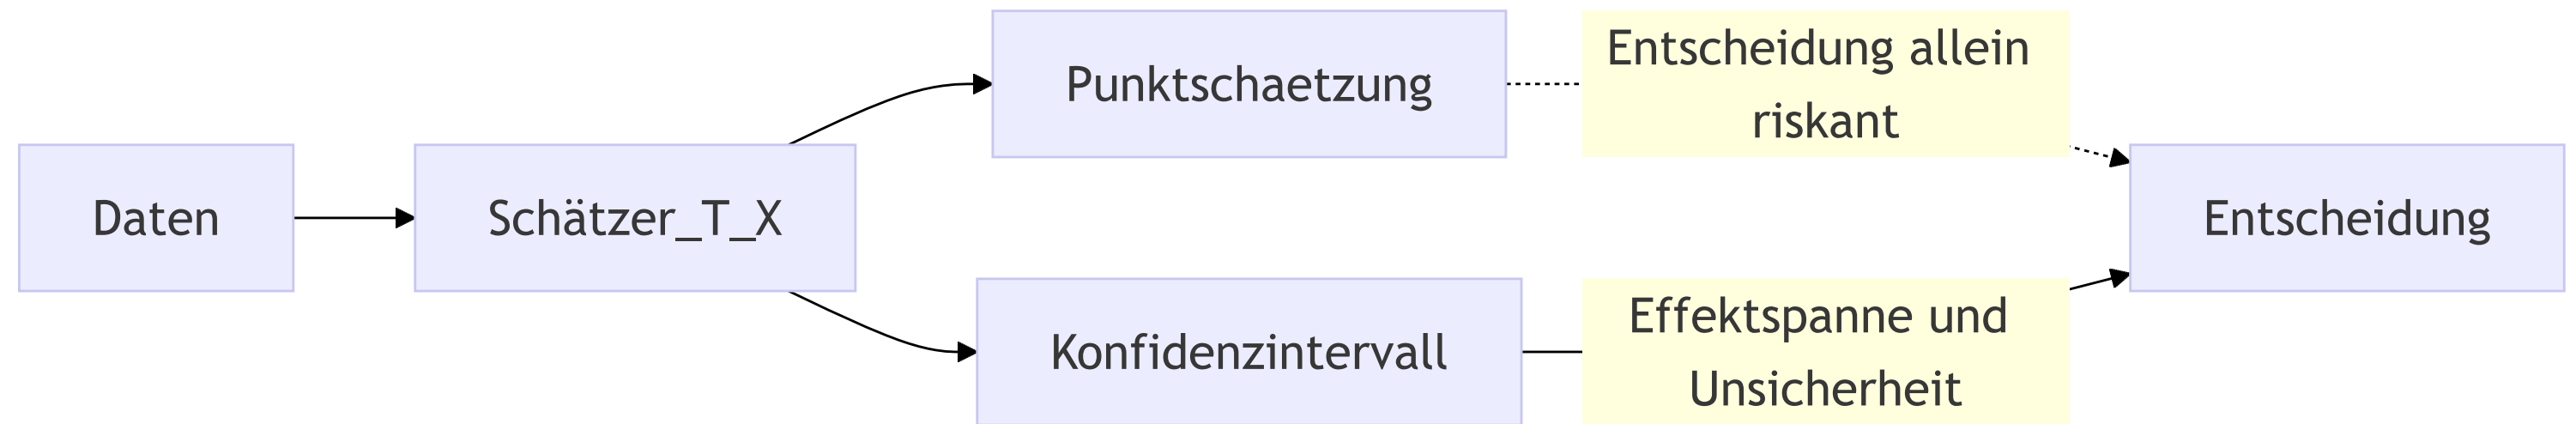 Daten
Schätzer_T_X
Punktschaetzung
Entscheidung allein
riskant
Konfidenzintervall
Effektspanne und
Unsicherheit
Entscheidung